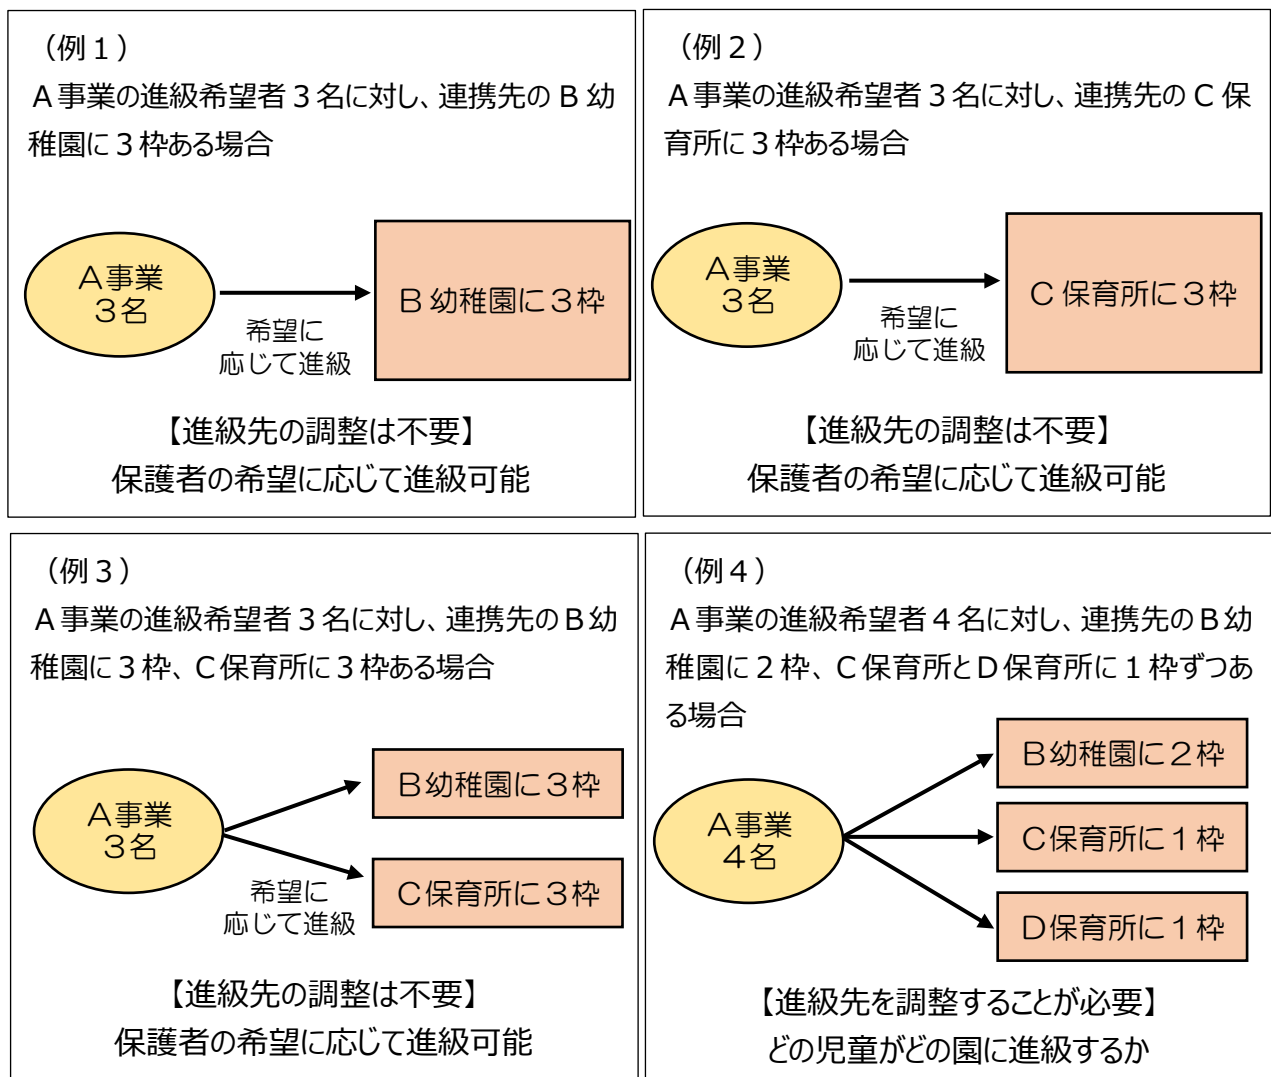 （例１）
Ａ事業の進級希望者３名に対し、連携先のＢ幼
稚園に３枠ある場合
Ａ事業
３名
希望に
応じて進級
Ｂ幼稚園に３枠
【進級先の調整は不要】
保護者の希望に応じて進級可能
（例２）
Ａ事業の進級希望者３名に対し、連携先のＣ保
育所に３枠ある場合
Ａ事業
３名
希望に
応じて進級
Ｃ保育所に３枠
【進級先の調整は不要】
保護者の希望に応じて進級可能
（例３）
Ａ事業の進級希望者３名に対し、連携先のＢ幼
稚園に３枠、Ｃ保育所に３枠ある場合
Ａ事業
３名
希望に
応じて進級
Ｂ幼稚園に３枠
Ｃ保育所に３枠
【進級先の調整は不要】
保護者の希望に応じて進級可能
（例４）
Ａ事業の進級希望者４名に対し、連携先のＢ幼
稚園に２枠、Ｃ保育所とＤ保育所に１枠ずつあ
る場合
Ａ事業
４名
Ｂ幼稚園に２枠
Ｃ保育所に１枠
Ｄ保育所に１枠
【進級先を調整することが必要】
どの児童がどの園に進級するか